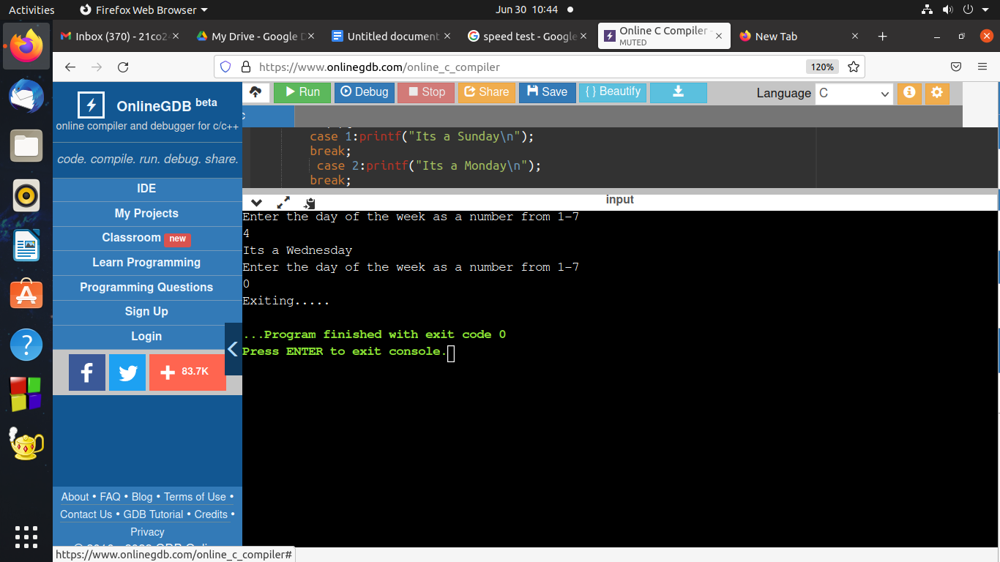 Activities
Firefox Web Browser
Jun 30 10:44
Inbox (370) - 21co2
My Drive - Google D
Untitled document
speed test - Google
Online C Compiler -
MUTED
New Tab
https://www.onlinegdb.com/online_c_compiler
120%
OnlineGDB beta
online compiler and debugger for c/c++
code. compile. run. debug. share.
IDE
My Projects
Classroom new
Learn Programming
Programming Questions
Sign Up
Login
83.7K
About • FAQ • Blog • Terms of Use •
Contact Us • GDB Tutorial • Credits •
Privacy
https://www.onlinegdb.com/online_c_compiler#
Run
Debug
Stop
Share
Save
{ } Beautify
Language C
case 1:printf("Its a Sunday\n");
break;
case 2:printf("Its a Monday\n");
break;
input
Enter the day of the week as a number from 1-7
4
Its a Wednesday
Enter the day of the week as a number from 1-7
0
Exiting.....
...Program finished with exit code 0
Press ENTER to exit console.